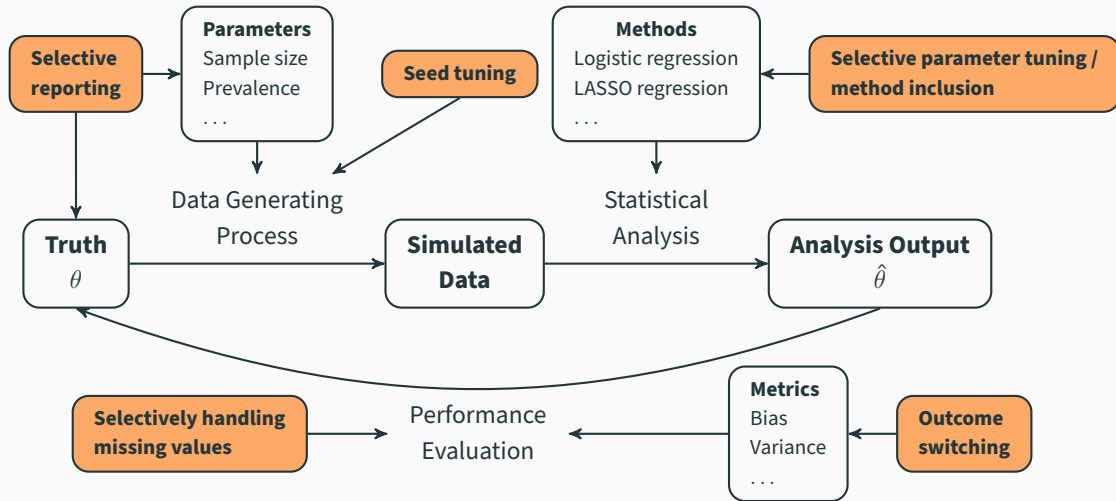 Selective
reporting
Parameters
Sample size
Prevalence
. . .
Seed tuning
Methods
Logistic regression
LASSO regression
. . .
Selective parameter tuning /
method inclusion
Data Generating
Process
Statistical
Analysis
Truth
θ
Simulated
Data
Analysis Output
θ̂
Selectively handling
missing values
Performance
Evaluation
Metrics
Bias
Variance
. . .
Outcome
switching